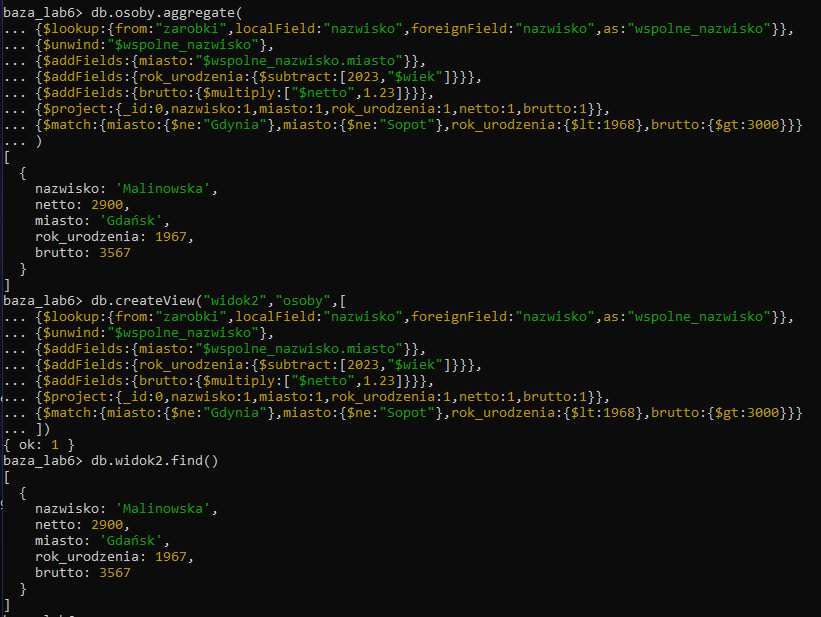 baza_lab6> db.osoby.aggregate(
... {$lookup:{from:"zarobki",localField:"nazwisko",foreignField:"nazwisko",as:"wspolne_nazwisko"}},
... {$unwind:"$wspolne_nazwisko"},
... {$addFields:{miasto:"$wspolne_nazwisko.miasto"}},
... {$addFields:{rok_urodzenia:{$subtract:[2023,"$wiek"]}}},
... {$addFields:{brutto:{$multiply:["$netto",1.23]}}},
... {$project:{_id:0,nazwisko:1,miasto:1,rok_urodzenia:1,netto:1,brutto:1}},
... {$match:{miasto:{$ne:"Gdynia"},miasto:{$ne:"Sopot"},rok_urodzenia:{$lt:1968},brutto:{$gt:3000}}}
... )
[
  {
    nazwisko: 'Malinowska',
    netto: 2900,
    miasto: 'Gdańsk',
    rok_urodzenia: 1967,
    brutto: 3567
  }
]
baza_lab6> db.createView("widok2","osoby",[
... {$lookup:{from:"zarobki",localField:"nazwisko",foreignField:"nazwisko",as:"wspolne_nazwisko"}},
... {$unwind:"$wspolne_nazwisko"},
... {$addFields:{miasto:"$wspolne_nazwisko.miasto"}},
... {$addFields:{rok_urodzenia:{$subtract:[2023,"$wiek"]}}},
... {$addFields:{brutto:{$multiply:["$netto",1.23]}}},
... {$project:{_id:0,nazwisko:1,miasto:1,rok_urodzenia:1,netto:1,brutto:1}},
... {$match:{miasto:{$ne:"Gdynia"},miasto:{$ne:"Sopot"},rok_urodzenia:{$lt:1968},brutto:{$gt:3000}}}
... ])
{ ok: 1 }
baza_lab6> db.widok2.find()
[
  {
    nazwisko: 'Malinowska',
    netto: 2900,
    miasto: 'Gdańsk',
    rok_urodzenia: 1967,
    brutto: 3567
  }
]